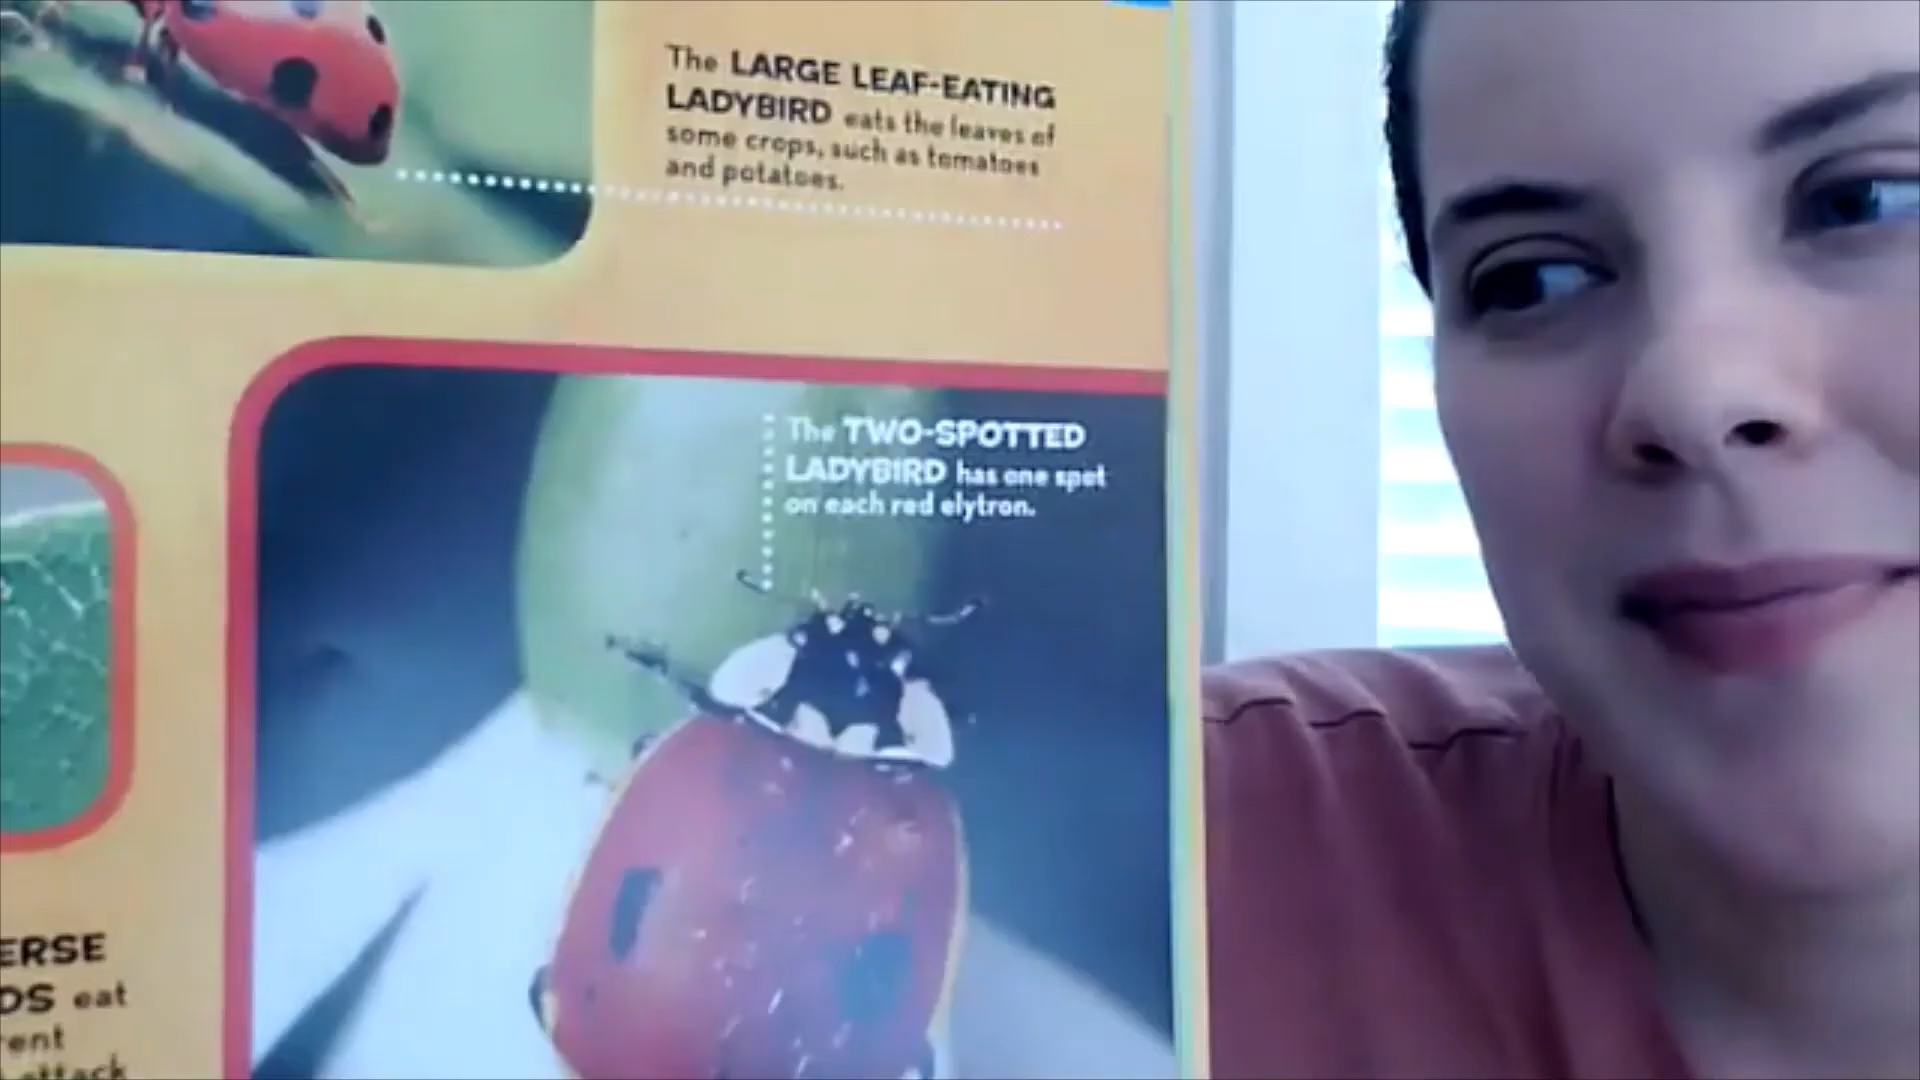 The LARGE LEAF-EATING
LADYBIRD eats the leaves of
some crops, such as tomatoes
and potatoes.
The TWO-SPOTTED
LADYBIRD has one spot
on each red elytron.
ERSE
DS eat
rent
attack